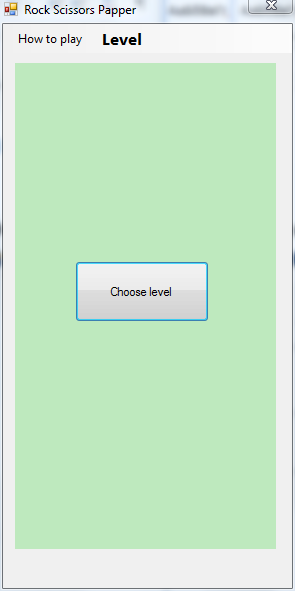 Rock Scissors Papper
How to play Level
Choose level